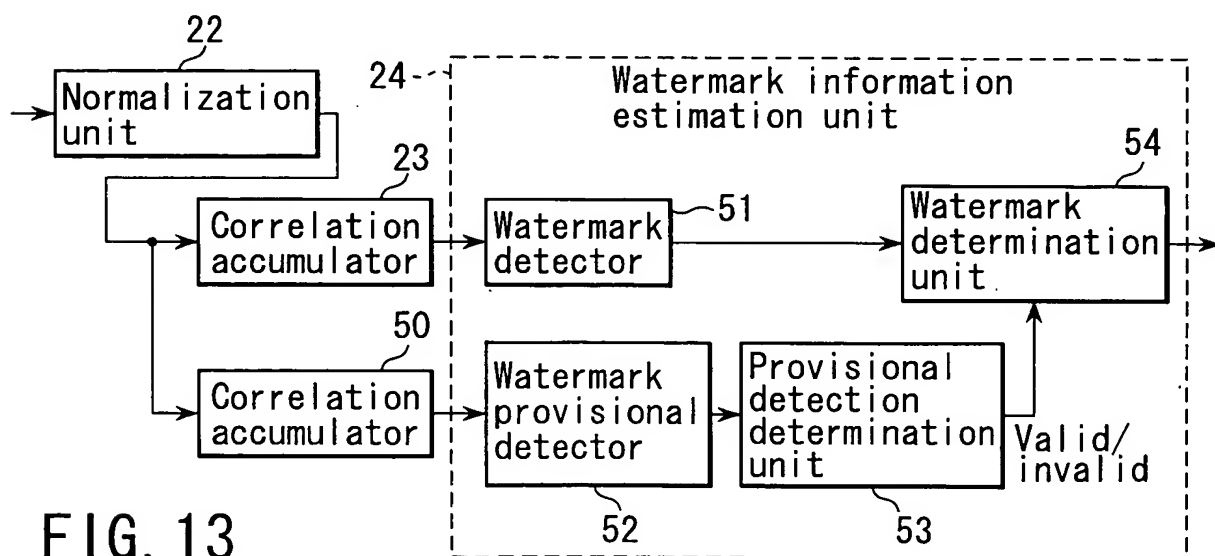 22
Normalization
unit
24
Watermark information
estimation unit
23
Correlation
accumulator
51
Watermark
detector
54
Watermark
determination
unit
50
Correlation
accumulator
Watermark
provisional
detector
52
Provisional
detection
determination
unit
53
Valid/
invalid
FIG. 13